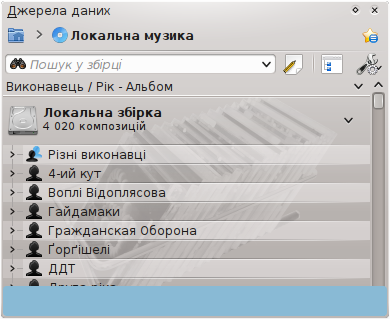 Джерела даних
Локальна музика
Пошук у збірці
Виконавець / Рік - Альбом
Локальна збірка
4 020 композицій
Різні виконавці
4-ий кут
Воплі Відоплясова
Гайдамаки
Гражданская Оборона
Ґорґішелі
ДДТ